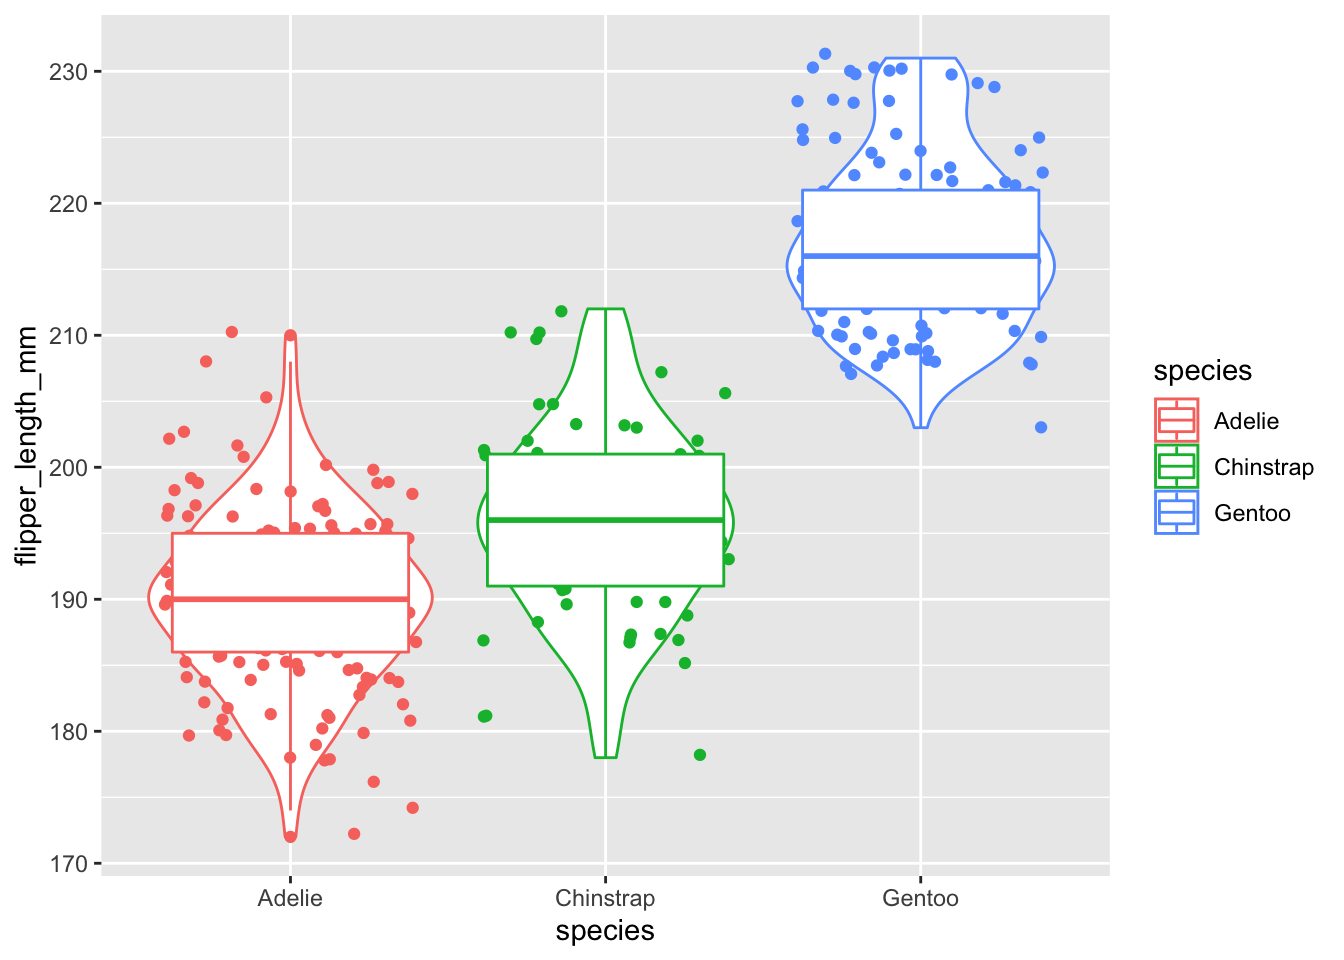 flipper_length_mm
230
220
210
200
190
180
170
Adelie
Chinstrap
Gentoo
species
species
Adelie
Chinstrap
Gentoo